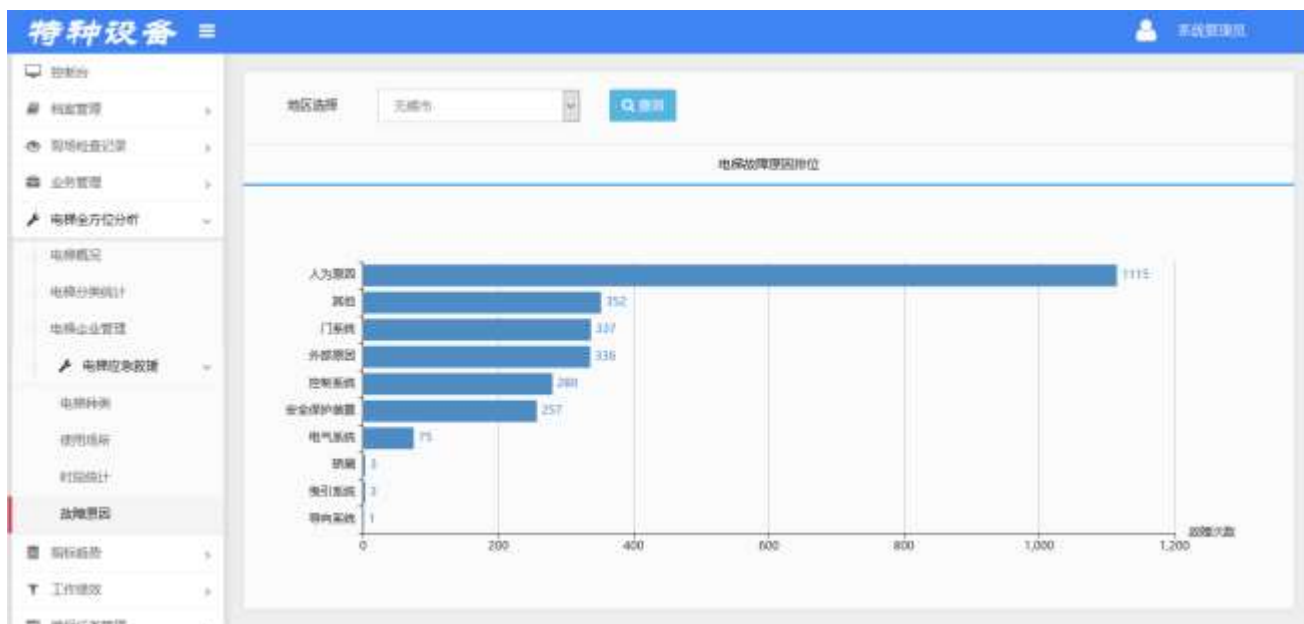 特种设备
系统管理员
控制台
档案管理
现场检查记录
业务管理
电梯全方位分析
电梯概况
电梯分类统计
电梯企业管理
电梯应急救援
电梯种类
使用场所
时段统计
故障原因
指标趋势
工作绩效
地区选择 无锡市 查询
电梯故障原因排位
人为原因 1115
其他 352
门系统 337
外部原因 336
控制系统 280
安全保护装置 257
电气系统 75
轿厢 3
曳引系统 3
导向系统 1
0 200 400 600 800 1,000 1,200
故障次数